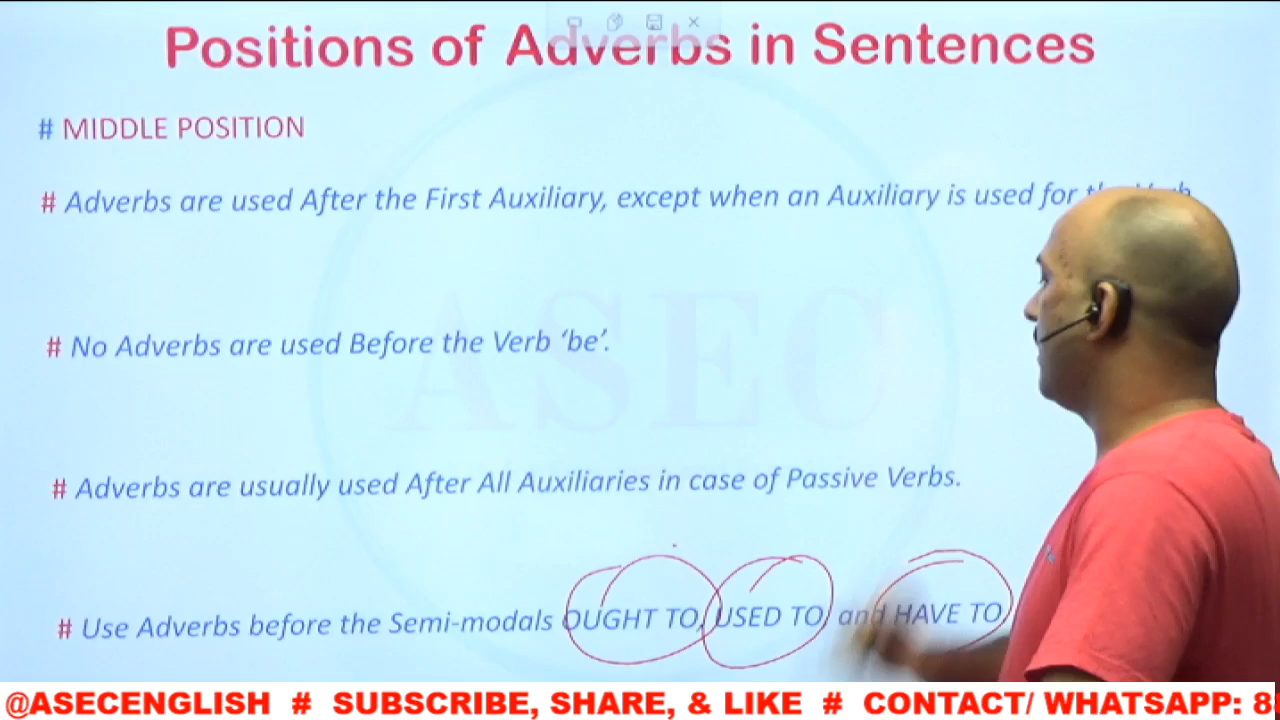 Positions of Adverbs in Sentences
# MIDDLE POSITION
# Adverbs are used After the First Auxiliary, except when an Auxiliary is used for
# No Adverbs are used Before the Verb ‘be’.
ASEC
# Adverbs are usually used After All Auxiliaries in case of Passive Verbs.
# Use Adverbs before the Semi-modals OUGHT TO, USED TO, and HAVE TO
@ASECENGLISH # SUBSCRIBE, SHARE, & LIKE # CONTACT/ WHATSAPP: